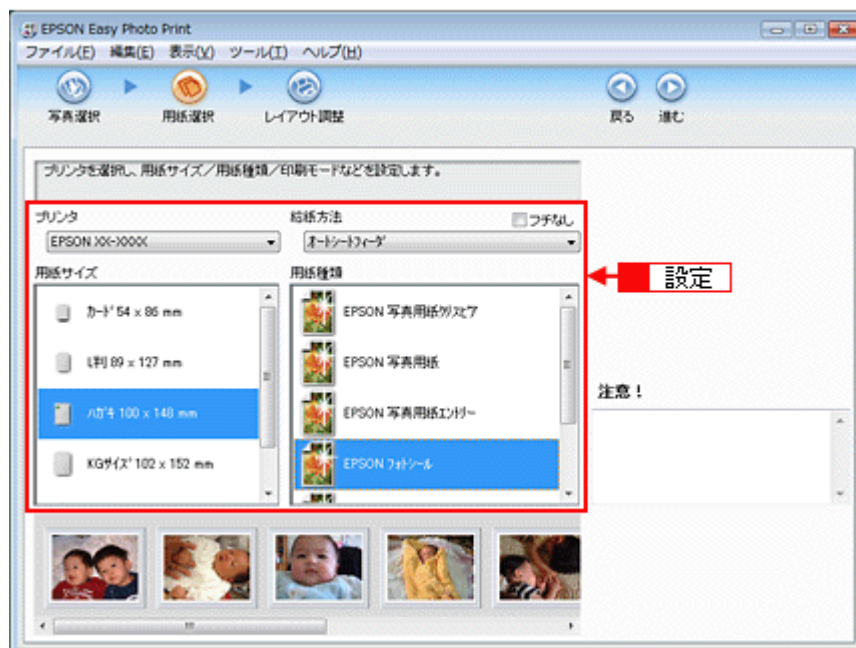 EPSON Easy Photo Print
ファイル(F) 編集(E) 表示(V) ツール(T) ヘルプ(H)
写真選択 用紙選択 レイアウト調整 戻る 進む
プリンタを選択し、用紙サイズ／用紙種類／印刷モードなどを設定します。
プリンタ 給紙方法 フチなし
EPSON XX-XXXX オートシートフィーダ
用紙サイズ 用紙種類
設定
カード 54 x 86 mm EPSON 写真用紙クリスピア
L判 89 x 127 mm EPSON 写真用紙
注意！
ハガキ 100 x 148 mm EPSON 写真用紙エントリー
KGサイズ 102 x 152 mm EPSON フォトシール